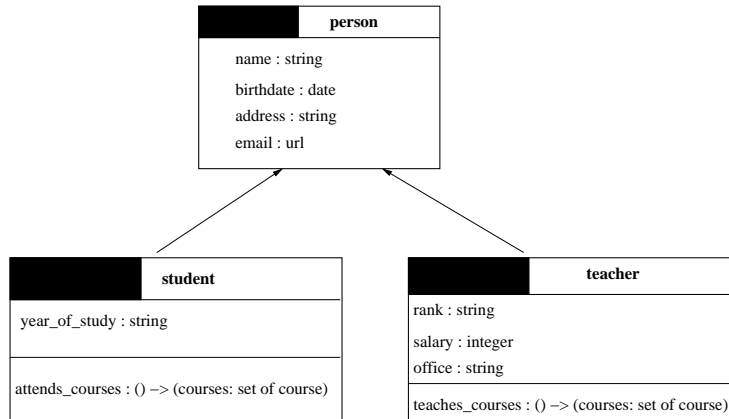 person
name : string
birthdate : date
address : string
email : url
student
year_of_study : string
attends_courses : () −> (courses: set of course)
teacher
rank : string
salary : integer
office : string
teaches_courses : () −> (courses: set of course)